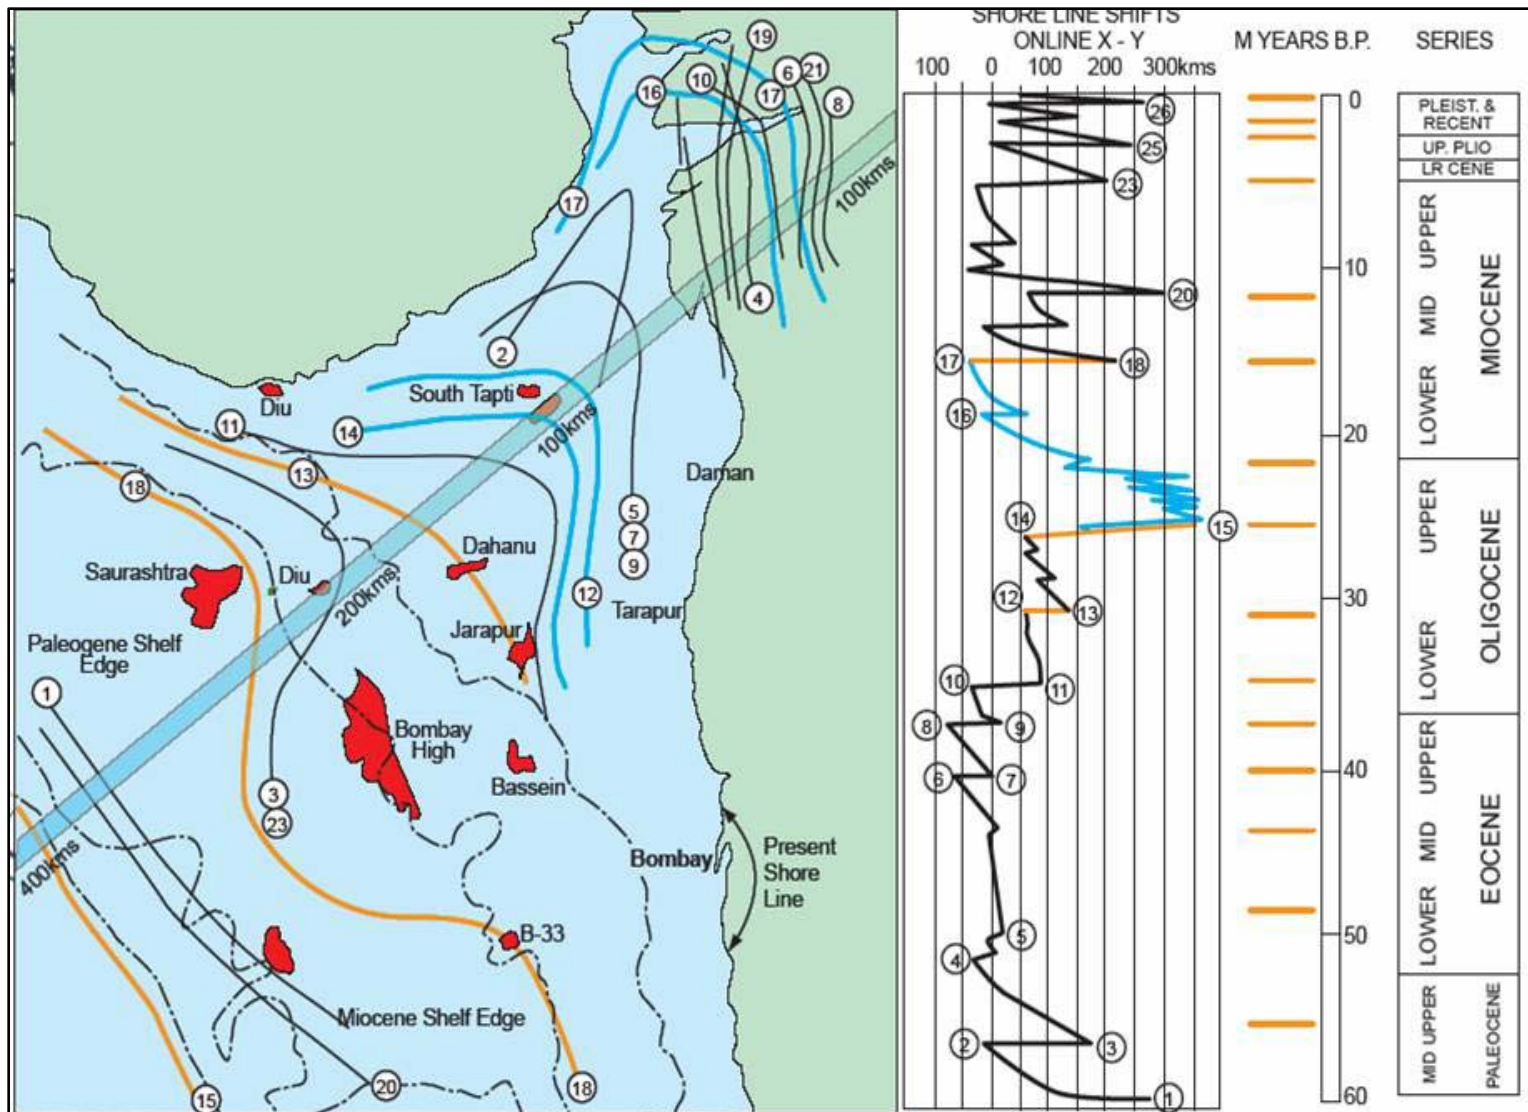 19
6
21
10
17
8
16
17
100kms
4
2
South Tapti
Diu
11
14
100kms
13
Daman
18
5
7
9
Dahanu
Saurashtra
Diu
200kms
12
Tarapur
Jarapur
Paleogene Shelf
Edge
1
Bombay
High
Bassein
3
23
400kms
Bombay
Present
Shore
Line
B-33
Miocene Shelf Edge
15
20
18
SHORE LINE SHIFTS
ONLINE X - Y
100 0 100 200 300kms
26
25
23
20
17
18
16
14
15
12
13
10
11
8
9
6
7
5
4
2
3
1
M YEARS B.P.
0
10
20
30
40
50
60
SERIES
PLEIST. &
RECENT
UP. PLIO
LR CENE
UPPER
MID
LOWER
MIOCENE
UPPER
LOWER
OLIGOCENE
UPPER
MID
LOWER
EOCENE
MID UPPER
PALEOCENE